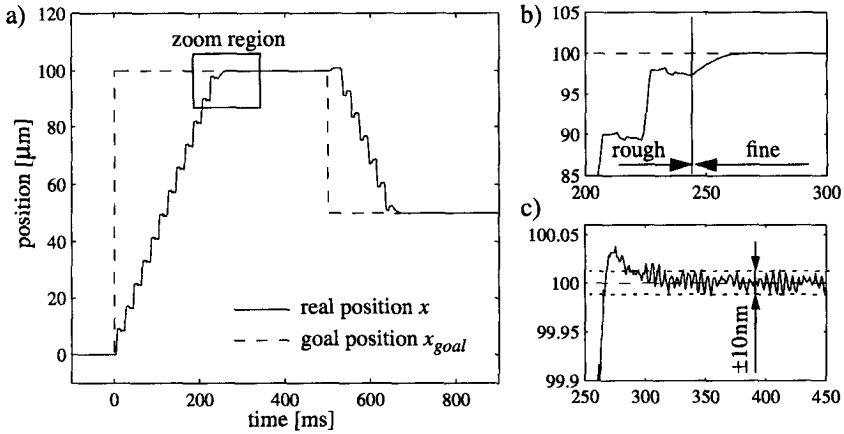 a)
zoom region
120
100
80
60
40
20
0
position [µm]
real position x
goal position x_goal
0
200
400
600
800
time [ms]
b)
105
100
95
90
85
rough
fine
200
250
300
c)
100.05
100
99.95
99.9
±10nm
250
300
350
400
450